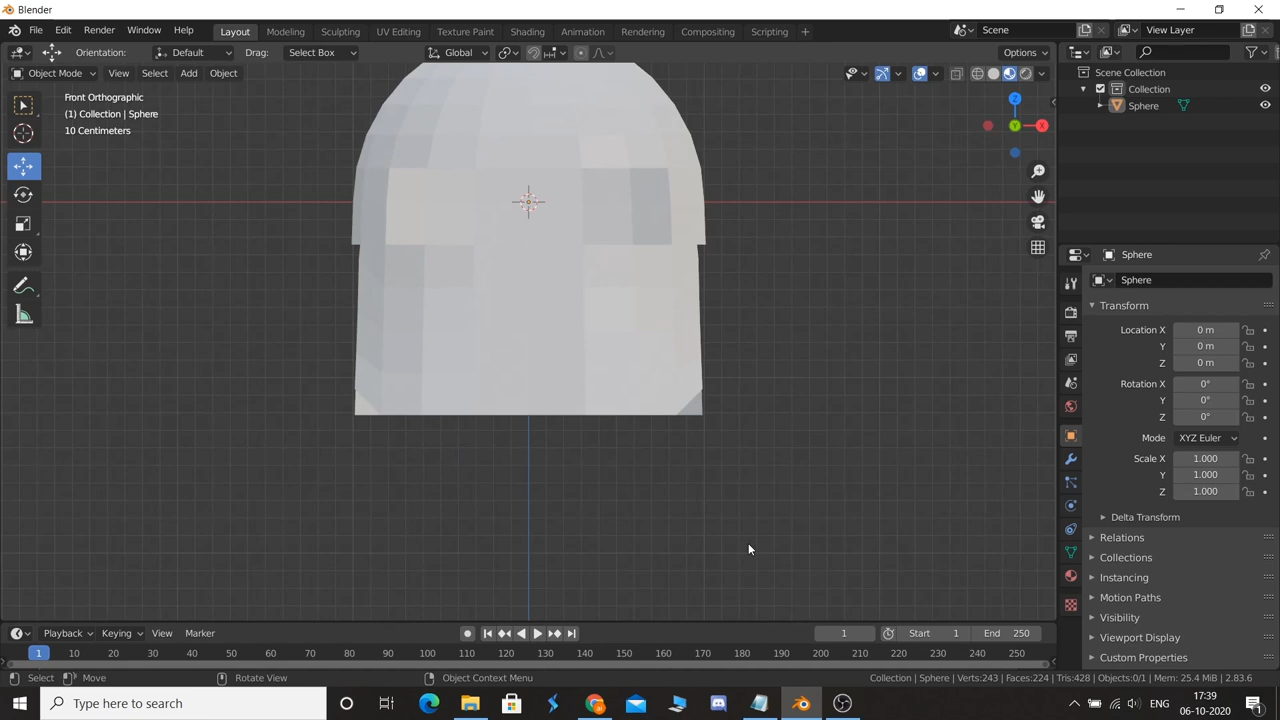 Blender
File Edit Render Window Help Layout Modeling Sculpting UV Editing Texture Paint Shading Animation Rendering Compositing Scripting + Scene View Layer
Orientation: Default Drag: Select Box Global Options
Object Mode View Select Add Object
Front Orthographic
(1) Collection | Sphere
10 Centimeters
Z
Y
X
Scene Collection
Collection
Sphere
Sphere
Sphere
Transform
Location X 0 m
Y 0 m
Z 0 m
Rotation X 0°
Y 0°
Z 0°
Mode XYZ Euler
Scale X 1.000
Y 1.000
Z 1.000
Delta Transform
Relations
Collections
Instancing
Motion Paths
Visibility
Viewport Display
Custom Properties
Playback Keying View Marker 1 Start 1 End 250
1 10 20 30 40 50 60 70 80 90 100 110 120 130 140 150 160 170 180 190 200 210 220 230 240 250
Select Move Rotate View Object Context Menu Collection | Sphere | Verts:243 | Faces:224 | Tris:428 | Objects:0/1 | Mem: 25.4 MiB | 2.83.6
Type here to search
ENG
17:39
06-10-2020
1